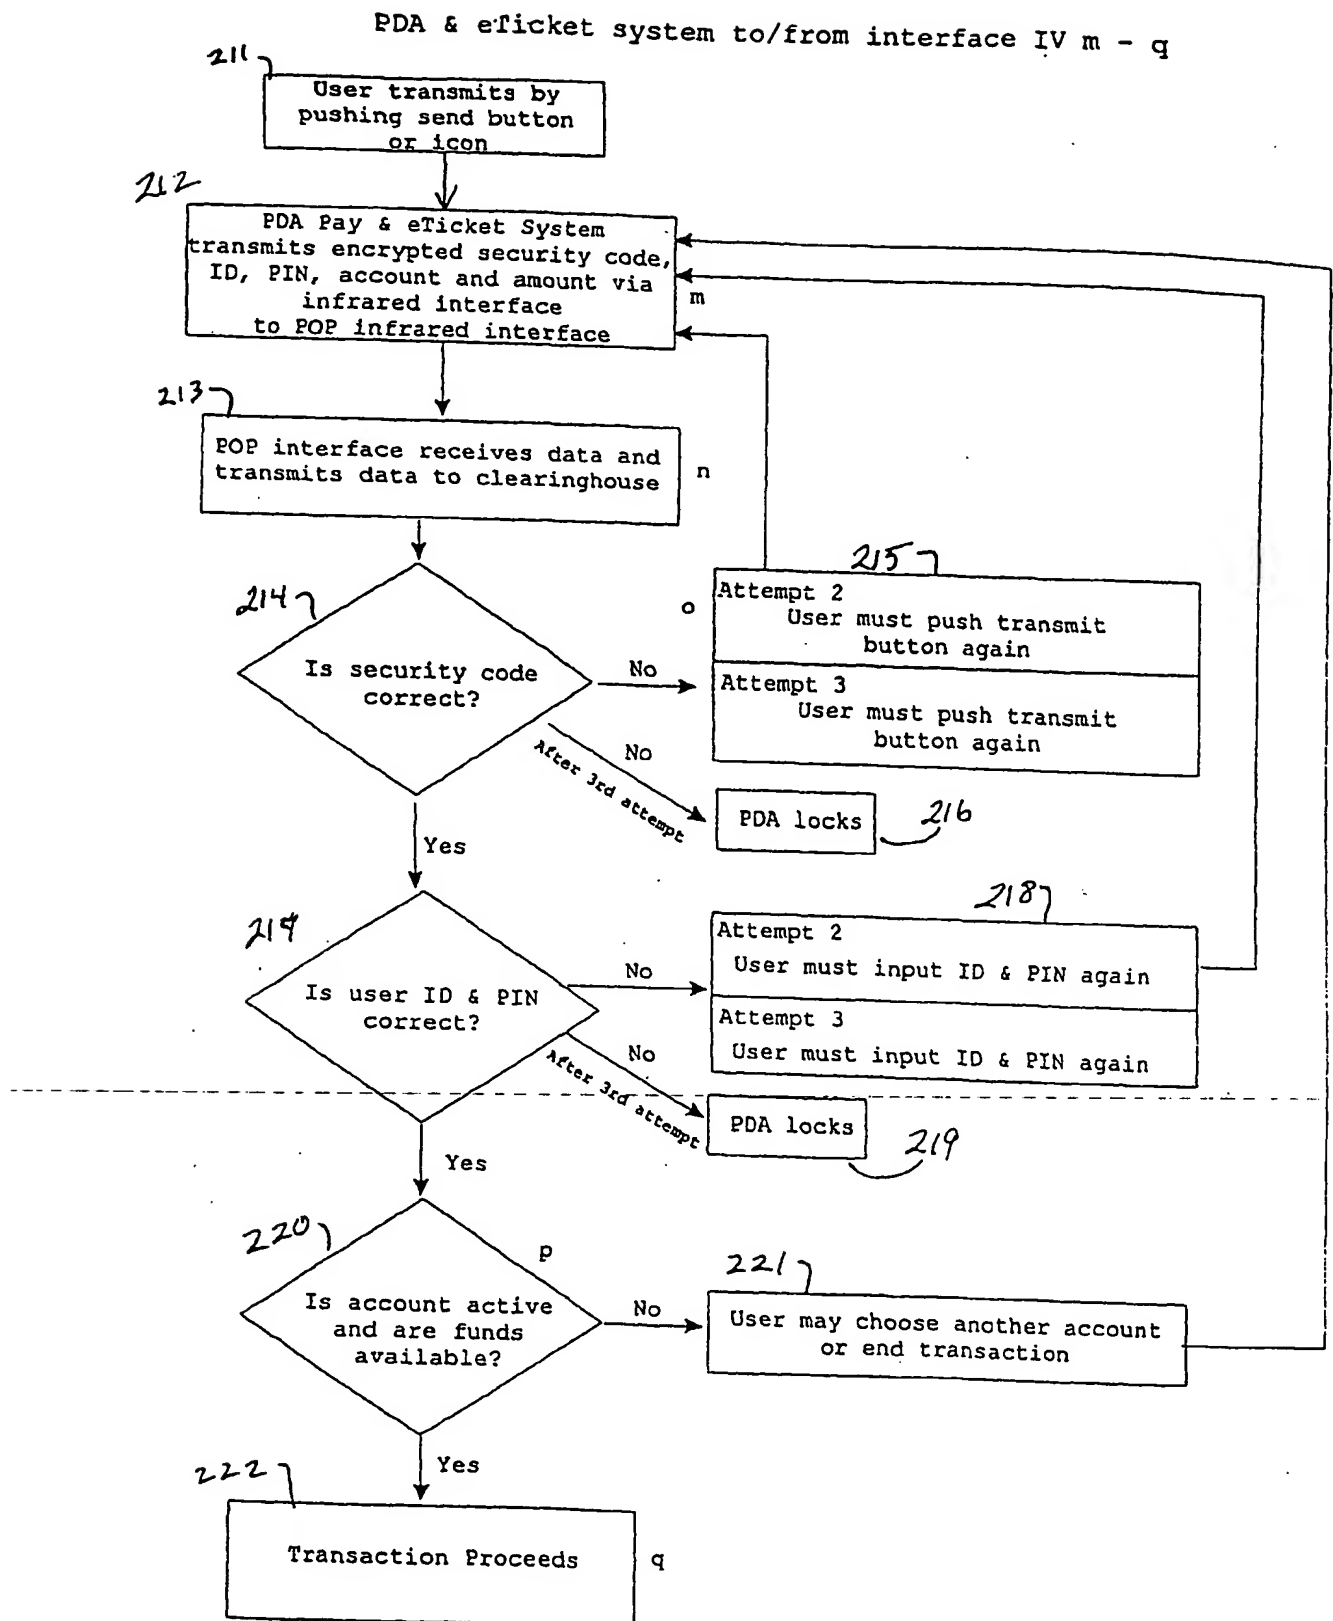 PDA & eTicket system to/from interface IV m - q
211
User transmits by
pushing send button
or icon
212
PDA Pay & eTicket System
transmits encrypted security code,
ID, PIN, account and amount via
infrared interface
to POP infrared interface
m
213
POP interface receives data and
transmits data to clearinghouse
n
214
Is security code
correct?
No
o
215
Attempt 2
User must push transmit
button again
Attempt 3
User must push transmit
button again
No
After 3rd attempt
PDA locks
216
Yes
Is user ID & PIN
correct?
No
218
Attempt 2
User must input ID & PIN again
Attempt 3
User must input ID & PIN again
No
After 3rd attempt
PDA locks
219
Yes
220
p
Is account active
and are funds
available?
No
221
User may choose another account
or end transaction
Yes
222
Transaction Proceeds
q